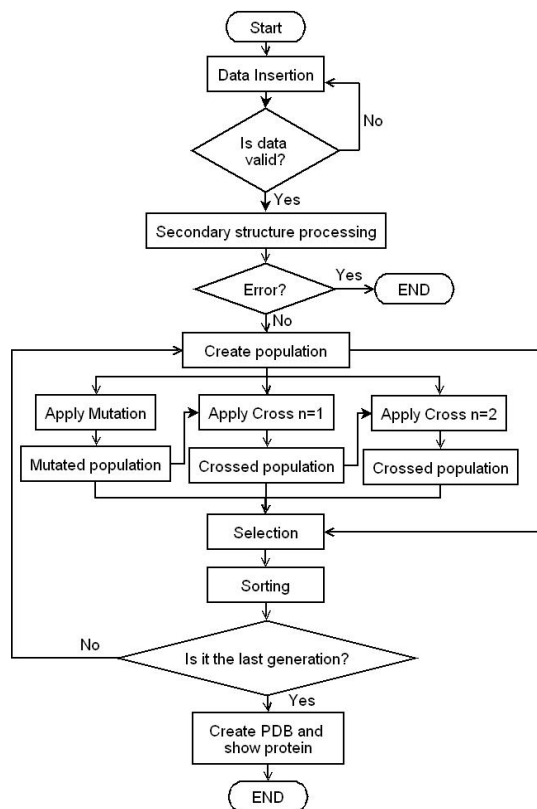 Start
Data Insertion
No
Is data
valid?
Yes
Secondary structure processing
Yes
Error?
END
No
Create population
Apply Mutation
Apply Cross n=1
Apply Cross n=2
Mutated population
Crossed population
Crossed population
Selection
Sorting
No
Is it the last generation?
Yes
Create PDB and
show protein
END